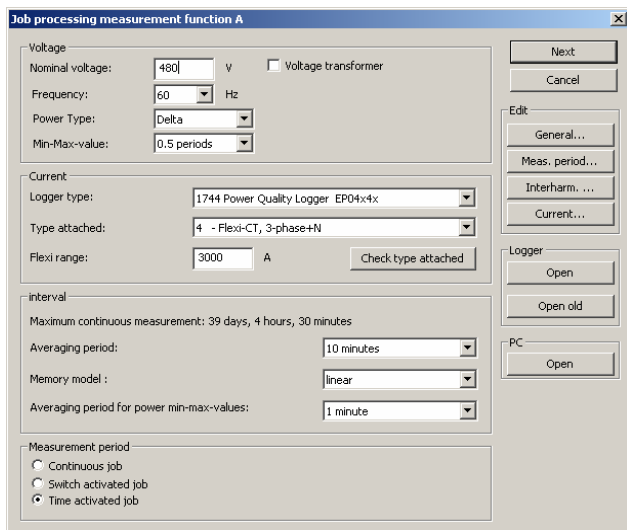 Job processing measurement function A
Voltage
Nominal voltage: 480 V Voltage transformer
Frequency: 60 Hz
Power Type: Delta
Min-Max-value: 0.5 periods
Current
Logger type: 1744 Power Quality Logger EP04x4x
Type attached: 4 - Flexi-CT, 3-phase+N
Flexi range: 3000 A Check type attached
interval
Maximum continuous measurement: 39 days, 4 hours, 30 minutes
Averaging period: 10 minutes
Memory model : linear
Averaging period for power min-max-values: 1 minute
Measurement period
Continuous job
Switch activated job
Time activated job
Next
Cancel
Edit
General...
Meas. period...
Interharm. ...
Current...
Logger
Open
Open old
PC
Open